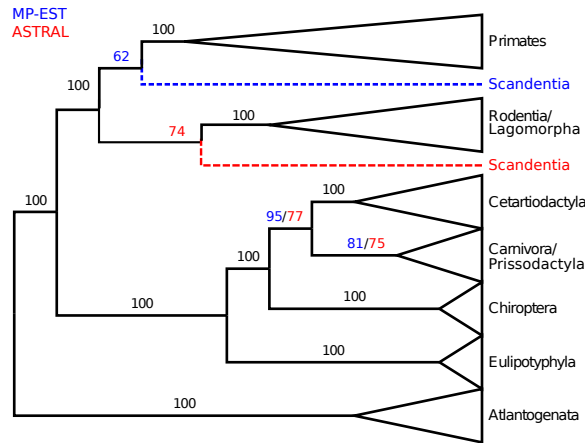 MP-EST
ASTRAL
62
100
Primates
Scandentia
100
74
100
Rodentia/
Lagomorpha
Scandentia
100
95/77
100
Cetartiodactyla
81/75
Carnivora/
Prissodactyla
100
100
Chiroptera
100
100
Eulipotyphyla
100
Atlantogenata